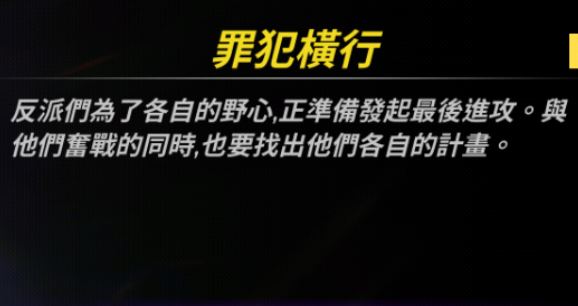 罪犯橫行
反派們為了各自的野心,正準備發起最後進攻。與
他們奮戰的同時,也要找出他們各自的計畫。